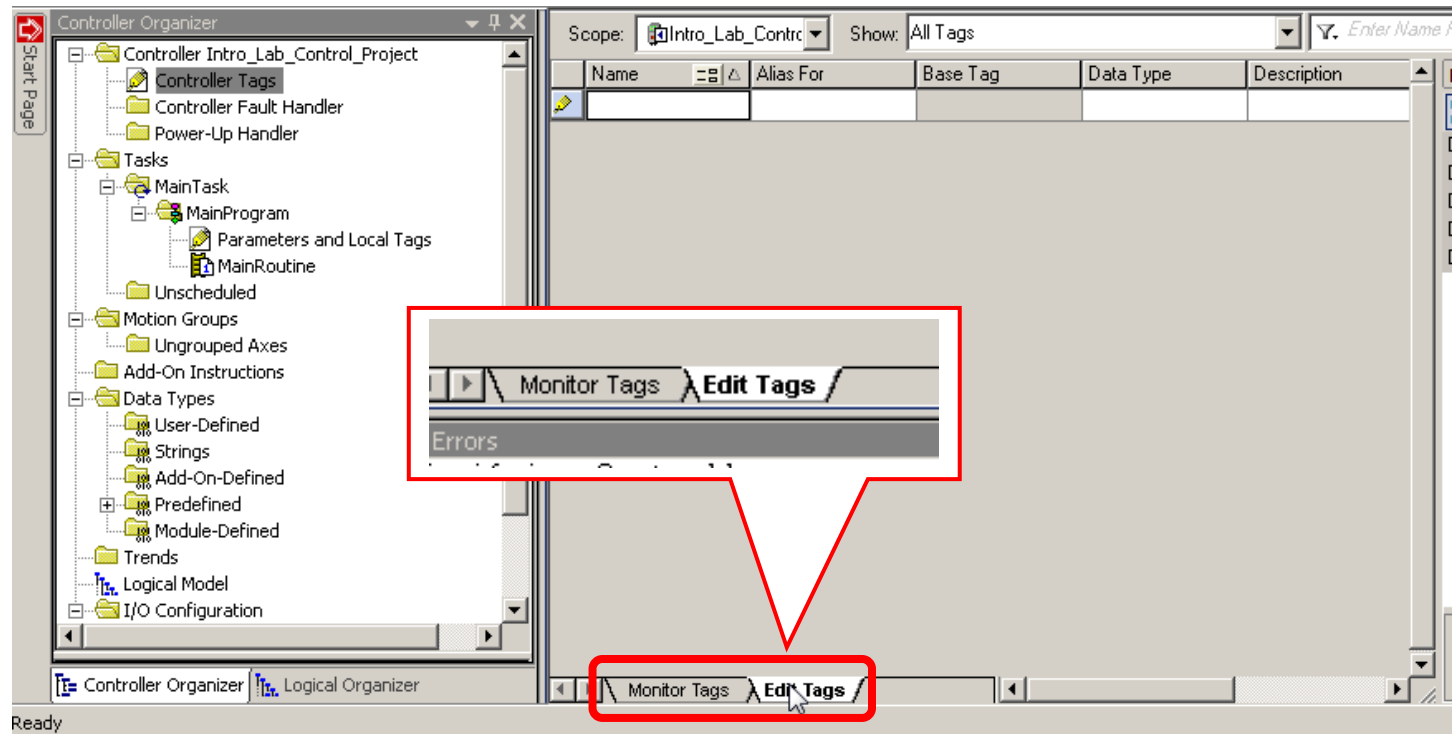 Start Page
Controller Organizer
Controller Intro_Lab_Control_Project
Controller Tags
Controller Fault Handler
Power-Up Handler
Tasks
MainTask
MainProgram
Parameters and Local Tags
MainRoutine
Unscheduled
Motion Groups
Ungrouped Axes
Add-On Instructions
Data Types
User-Defined
Strings
Add-On-Defined
Predefined
Module-Defined
Trends
Logical Model
I/O Configuration
Controller Organizer Logical Organizer
Scope: Intro_Lab_Contrc Show: All Tags Enter Name
Name Alias For Base Tag Data Type Description
Monitor Tags Edit Tags
Errors
Monitor Tags Edit Tags
Ready